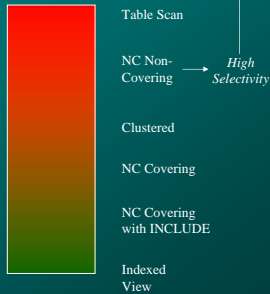 Table Scan
NC Non-
Covering
High
Selectivity
Clustered
NC Covering
NC Covering
with INCLUDE
Indexed
View